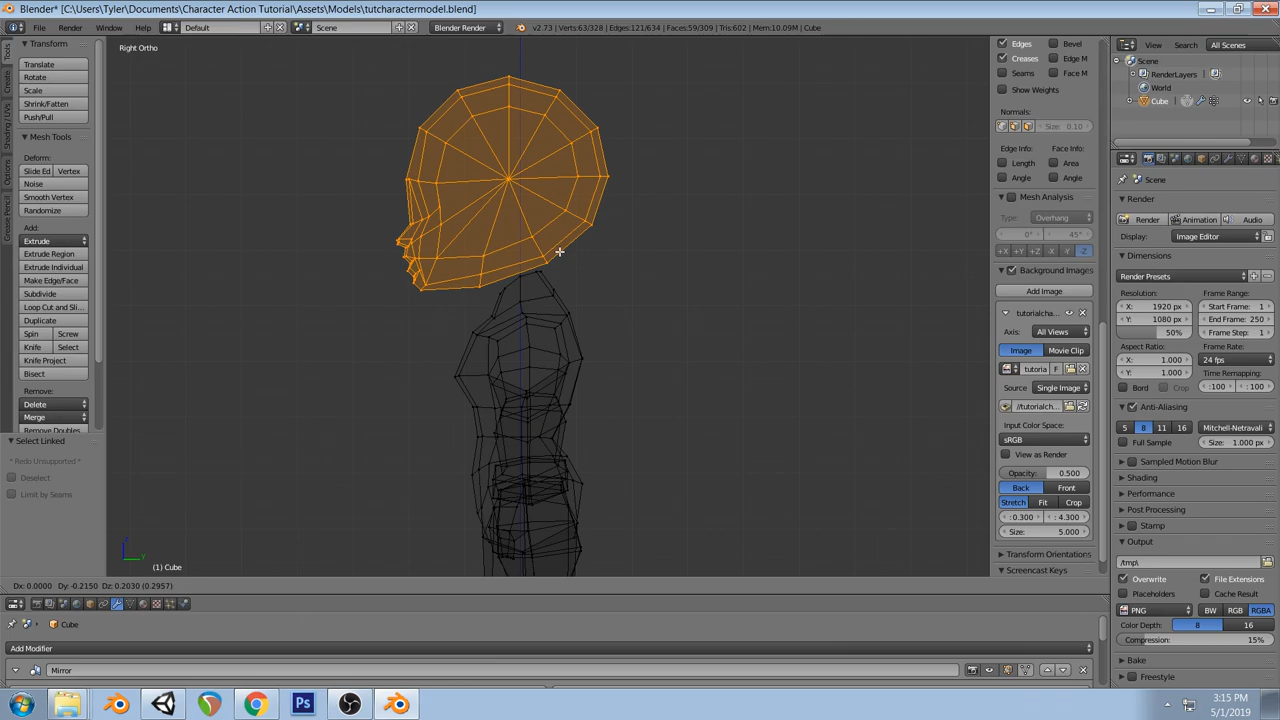 Blender* [C:\Users\Tyler\Documents\Character Action Tutorial\Assets\Models\tutcharactermodel.blend]
File Render Window Help Default Scene Blender Render v2.73 | Verts:63/328 | Edges:121/634 | Faces:59/309 | Tris:602 | Mem:10.09M | Cube
View Search All Scenes
Scene
RenderLayers
World
Cube
Tools
Create
Shading / UVs
Options
Grease Pencil
Transform
Translate
Rotate
Scale
Shrink/Fatten
Push/Pull
Mesh Tools
Deform:
Slide Ed Vertex
Noise
Smooth Vertex
Randomize
Add:
Extrude
Extrude Region
Extrude Individual
Make Edge/Face
Subdivide
Loop Cut and Sli...
Duplicate
Spin Screw
Knife Select
Knife Project
Bisect
Remove:
Delete
Merge
Remove Doubles
Select Linked
* Redo Unsupported *
Deselect
Limit by Seams
Right Ortho
(1) Cube
Dx: 0.0000 Dy: -0.2150 Dz: 0.2030 (0.2957)
Edges Bevel
Creases Edge M
Seams Face M
Show Weights
Normals:
Size: 0.10
Edge Info: Face Info:
Length Area
Angle Angle
Mesh Analysis
Type: Overhang
0° 45°
+X +Y +Z -X -Y -Z
Background Images
Add Image
tutorialcha...
Axis: All Views
Image Movie Clip
tutoria F
Source Single Image
//tutorialch...
Input Color Space:
sRGB
View as Render
Opacity: 0.500
Back Front
Stretch Fit Crop
: 0.300 : 4.300
Size: 5.000
Transform Orientations
Screencast Keys
Scene
Render
Render Animation Audio
Display: Image Editor
Dimensions
Render Presets
Resolution: Frame Range:
X: 1920 px Start Frame: 1
Y: 1080 px End Frame: 250
50% Frame Step: 1
Aspect Ratio: Frame Rate:
X: 1.000 24 fps
Y: 1.000 Time Remapping:
Bord Crop :100 : 100
Anti-Aliasing
5 8 11 16 Mitchell-Netravali
Full Sample Size: 1.000 px
Sampled Motion Blur
Shading
Performance
Post Processing
Stamp
Output
/tmp\
Overwrite File Extensions
Placeholders Cache Result
PNG BW RGB RGBA
Color Depth: 8 16
Compression: 15%
Bake
Freestyle
Cube
Add Modifier
Mirror
Ps
3:15 PM
5/1/2019